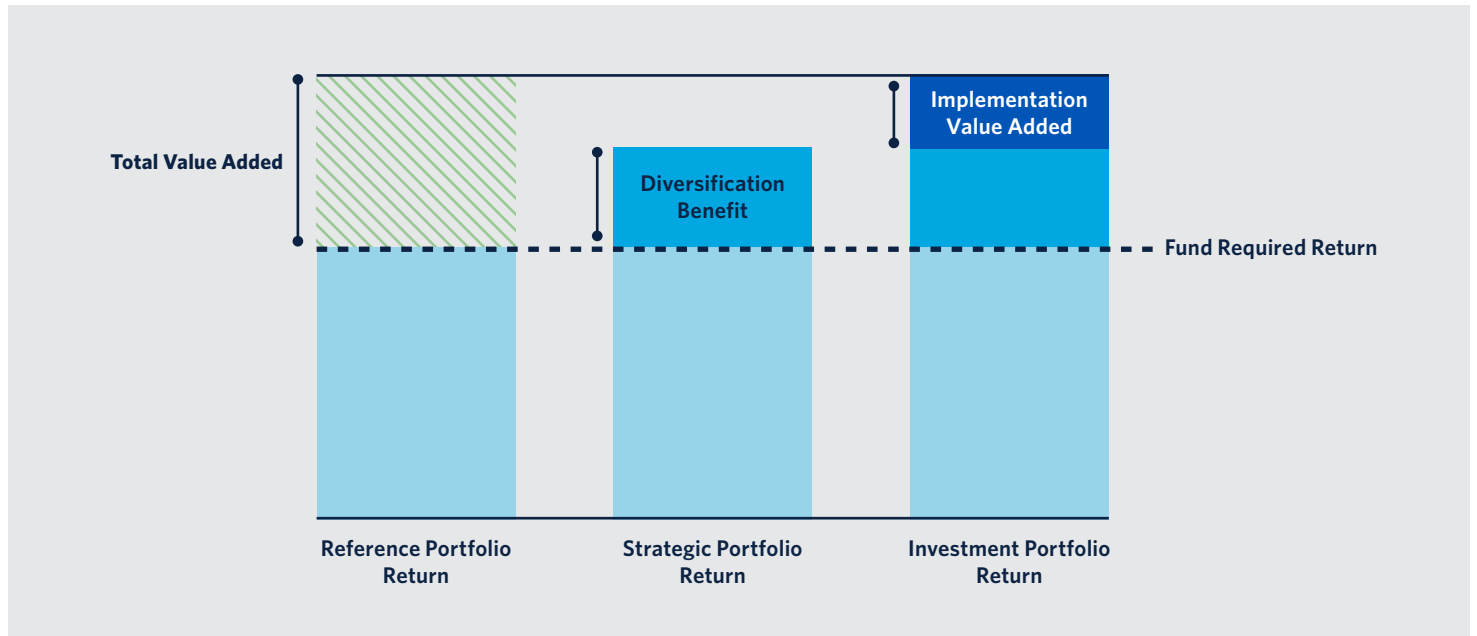 Implementation
Value Added
Total Value Added
Diversification
Benefit
Fund Required Return
Reference Portfolio
Return
Strategic Portfolio
Return
Investment Portfolio
Return